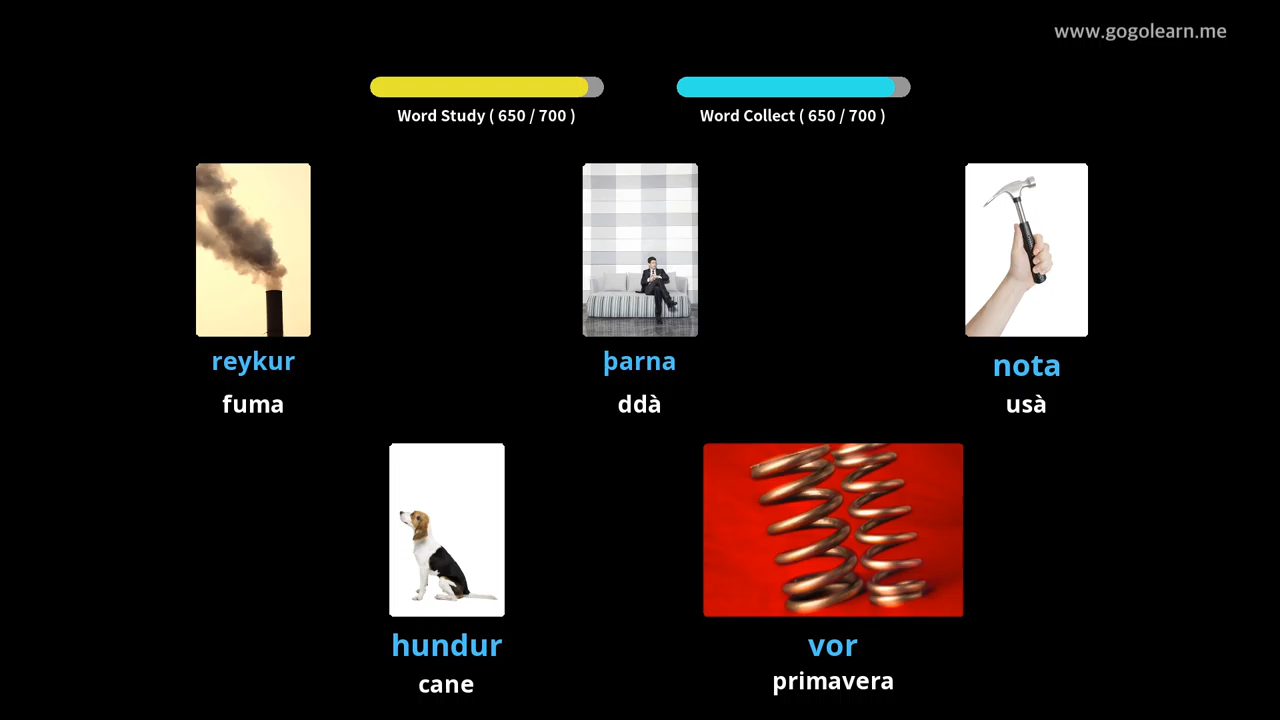 www.gogolearn.me
Word Study ( 650 / 700 )
Word Collect ( 650 / 700 )
reykur
þarna
nota
fuma
ddà
usà
hundur
vor
cane
primavera